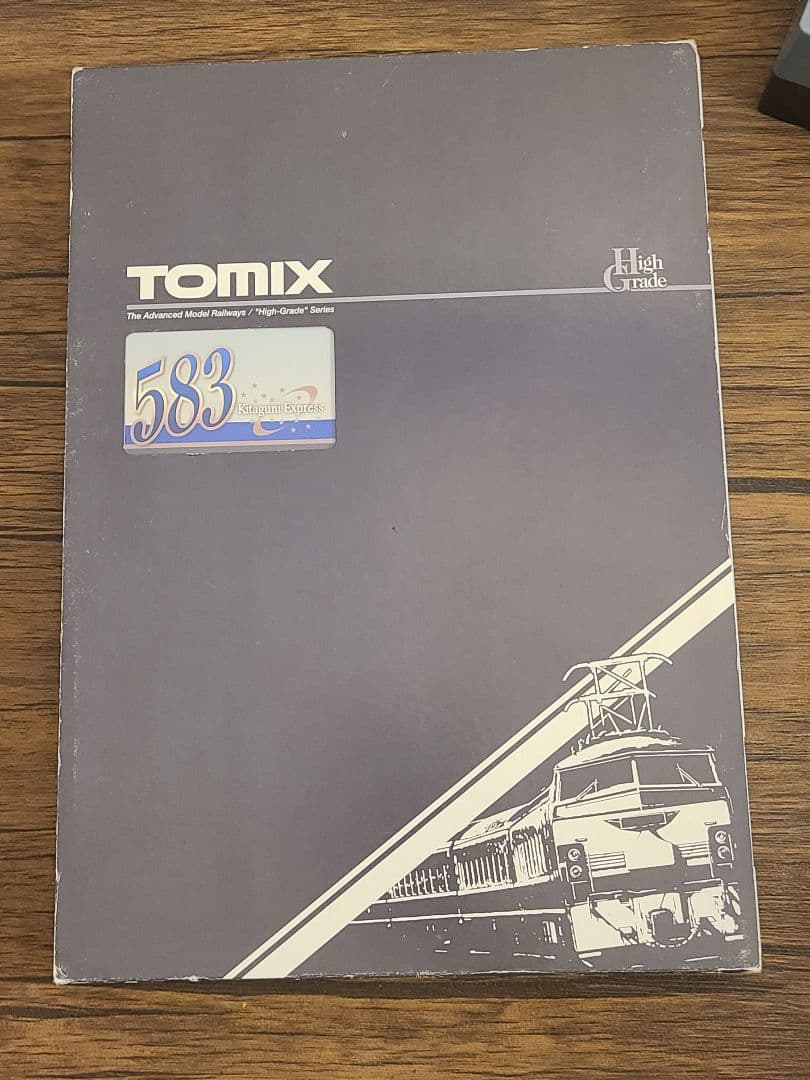 TOMIX
High
Grade
The Advanced Model Railways / "High-Grade" Series
583
Kitaguni Express